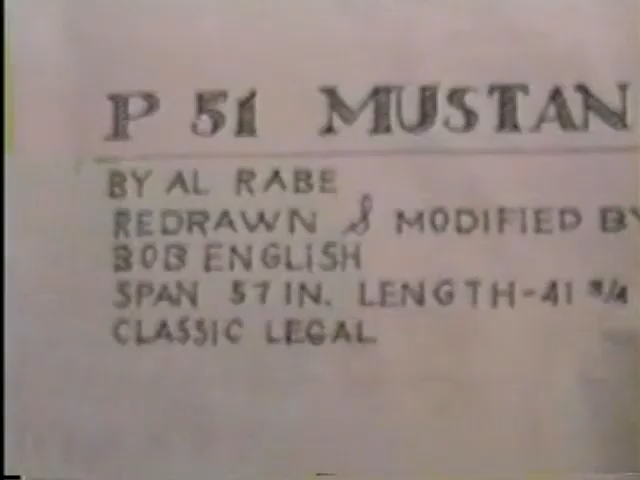 P 51 MUSTAN
BY AL RABE
REDRAWN & MODIFIED BY
BOB ENGLISH
SPAN 57 IN. LENGTH-41 3/4
CLASSIC LEGAL